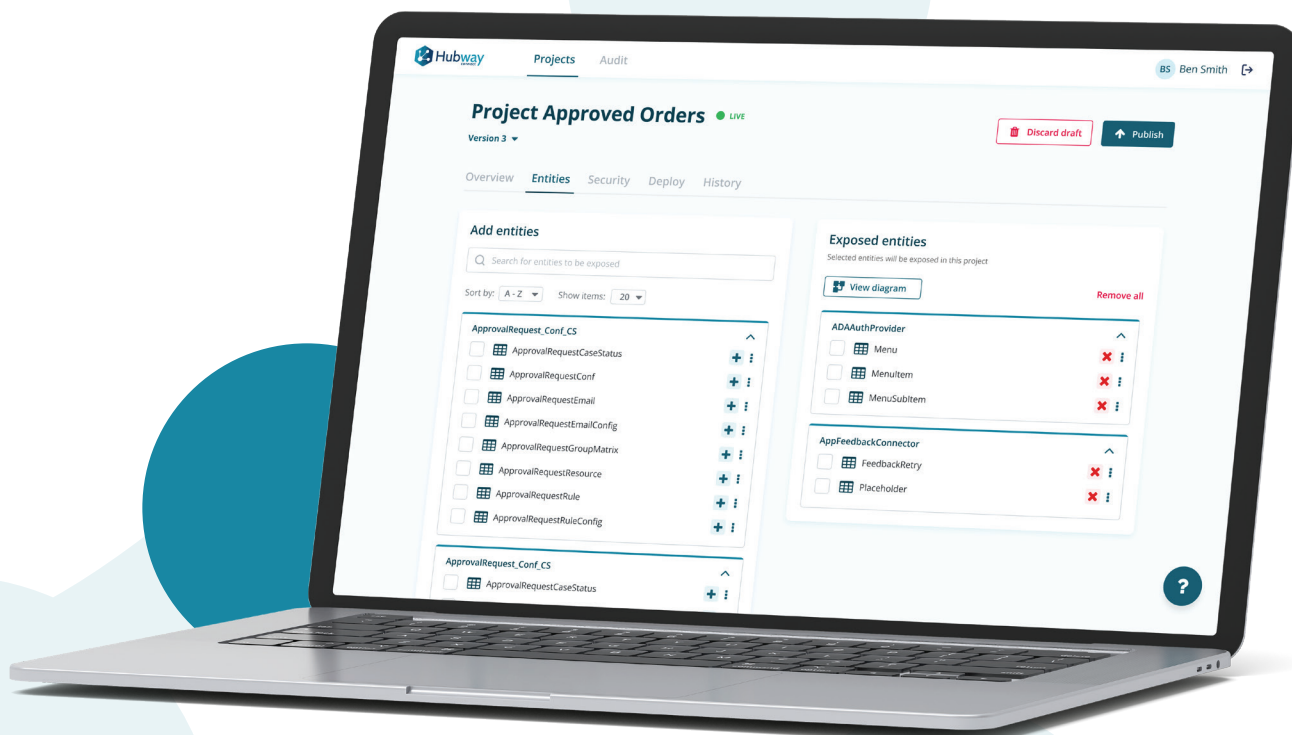 Hubway
CONNECT
Projects
Audit
BS Ben Smith
Project Approved Orders LIVE
Version 3
Discard draft
Publish
Overview Entities Security Deploy History
Add entities
Search for entities to be exposed
Sort by: A - Z Show items: 20
ApprovalRequest_Conf_CS
ApprovalRequestCaseStatus
ApprovalRequestConf
ApprovalRequestEmail
ApprovalRequestEmailConfig
ApprovalRequestGroupMatrix
ApprovalRequestResource
ApprovalRequestRule
ApprovalRequestRuleConfig
ApprovalRequest_Conf_CS
ApprovalRequestCaseStatus
Exposed entities
Selected entities will be exposed in this project
View diagram
Remove all
ADAAuthProvider
Menu
MenuItem
MenuSubItem
AppFeedbackConnector
FeedbackRetry
Placeholder
?